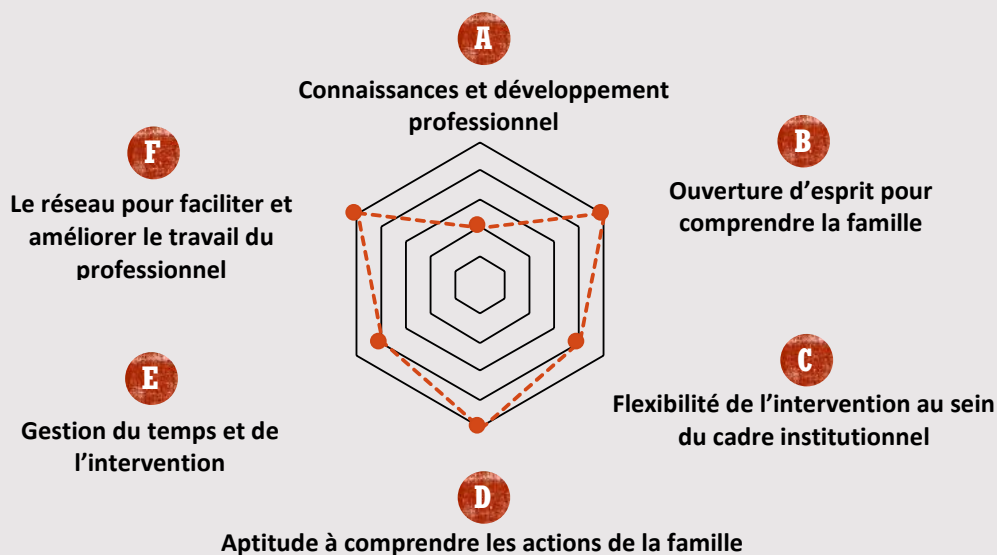 A
Connaissances et développement
professionnel
B
Ouverture d'esprit pour
comprendre la famille
C
Flexibilité de l'intervention au sein
du cadre institutionnel
D
Aptitude à comprendre les actions de la famille
E
Gestion du temps et de
l'intervention
F
Le réseau pour faciliter et
améliorer le travail du
professionnel